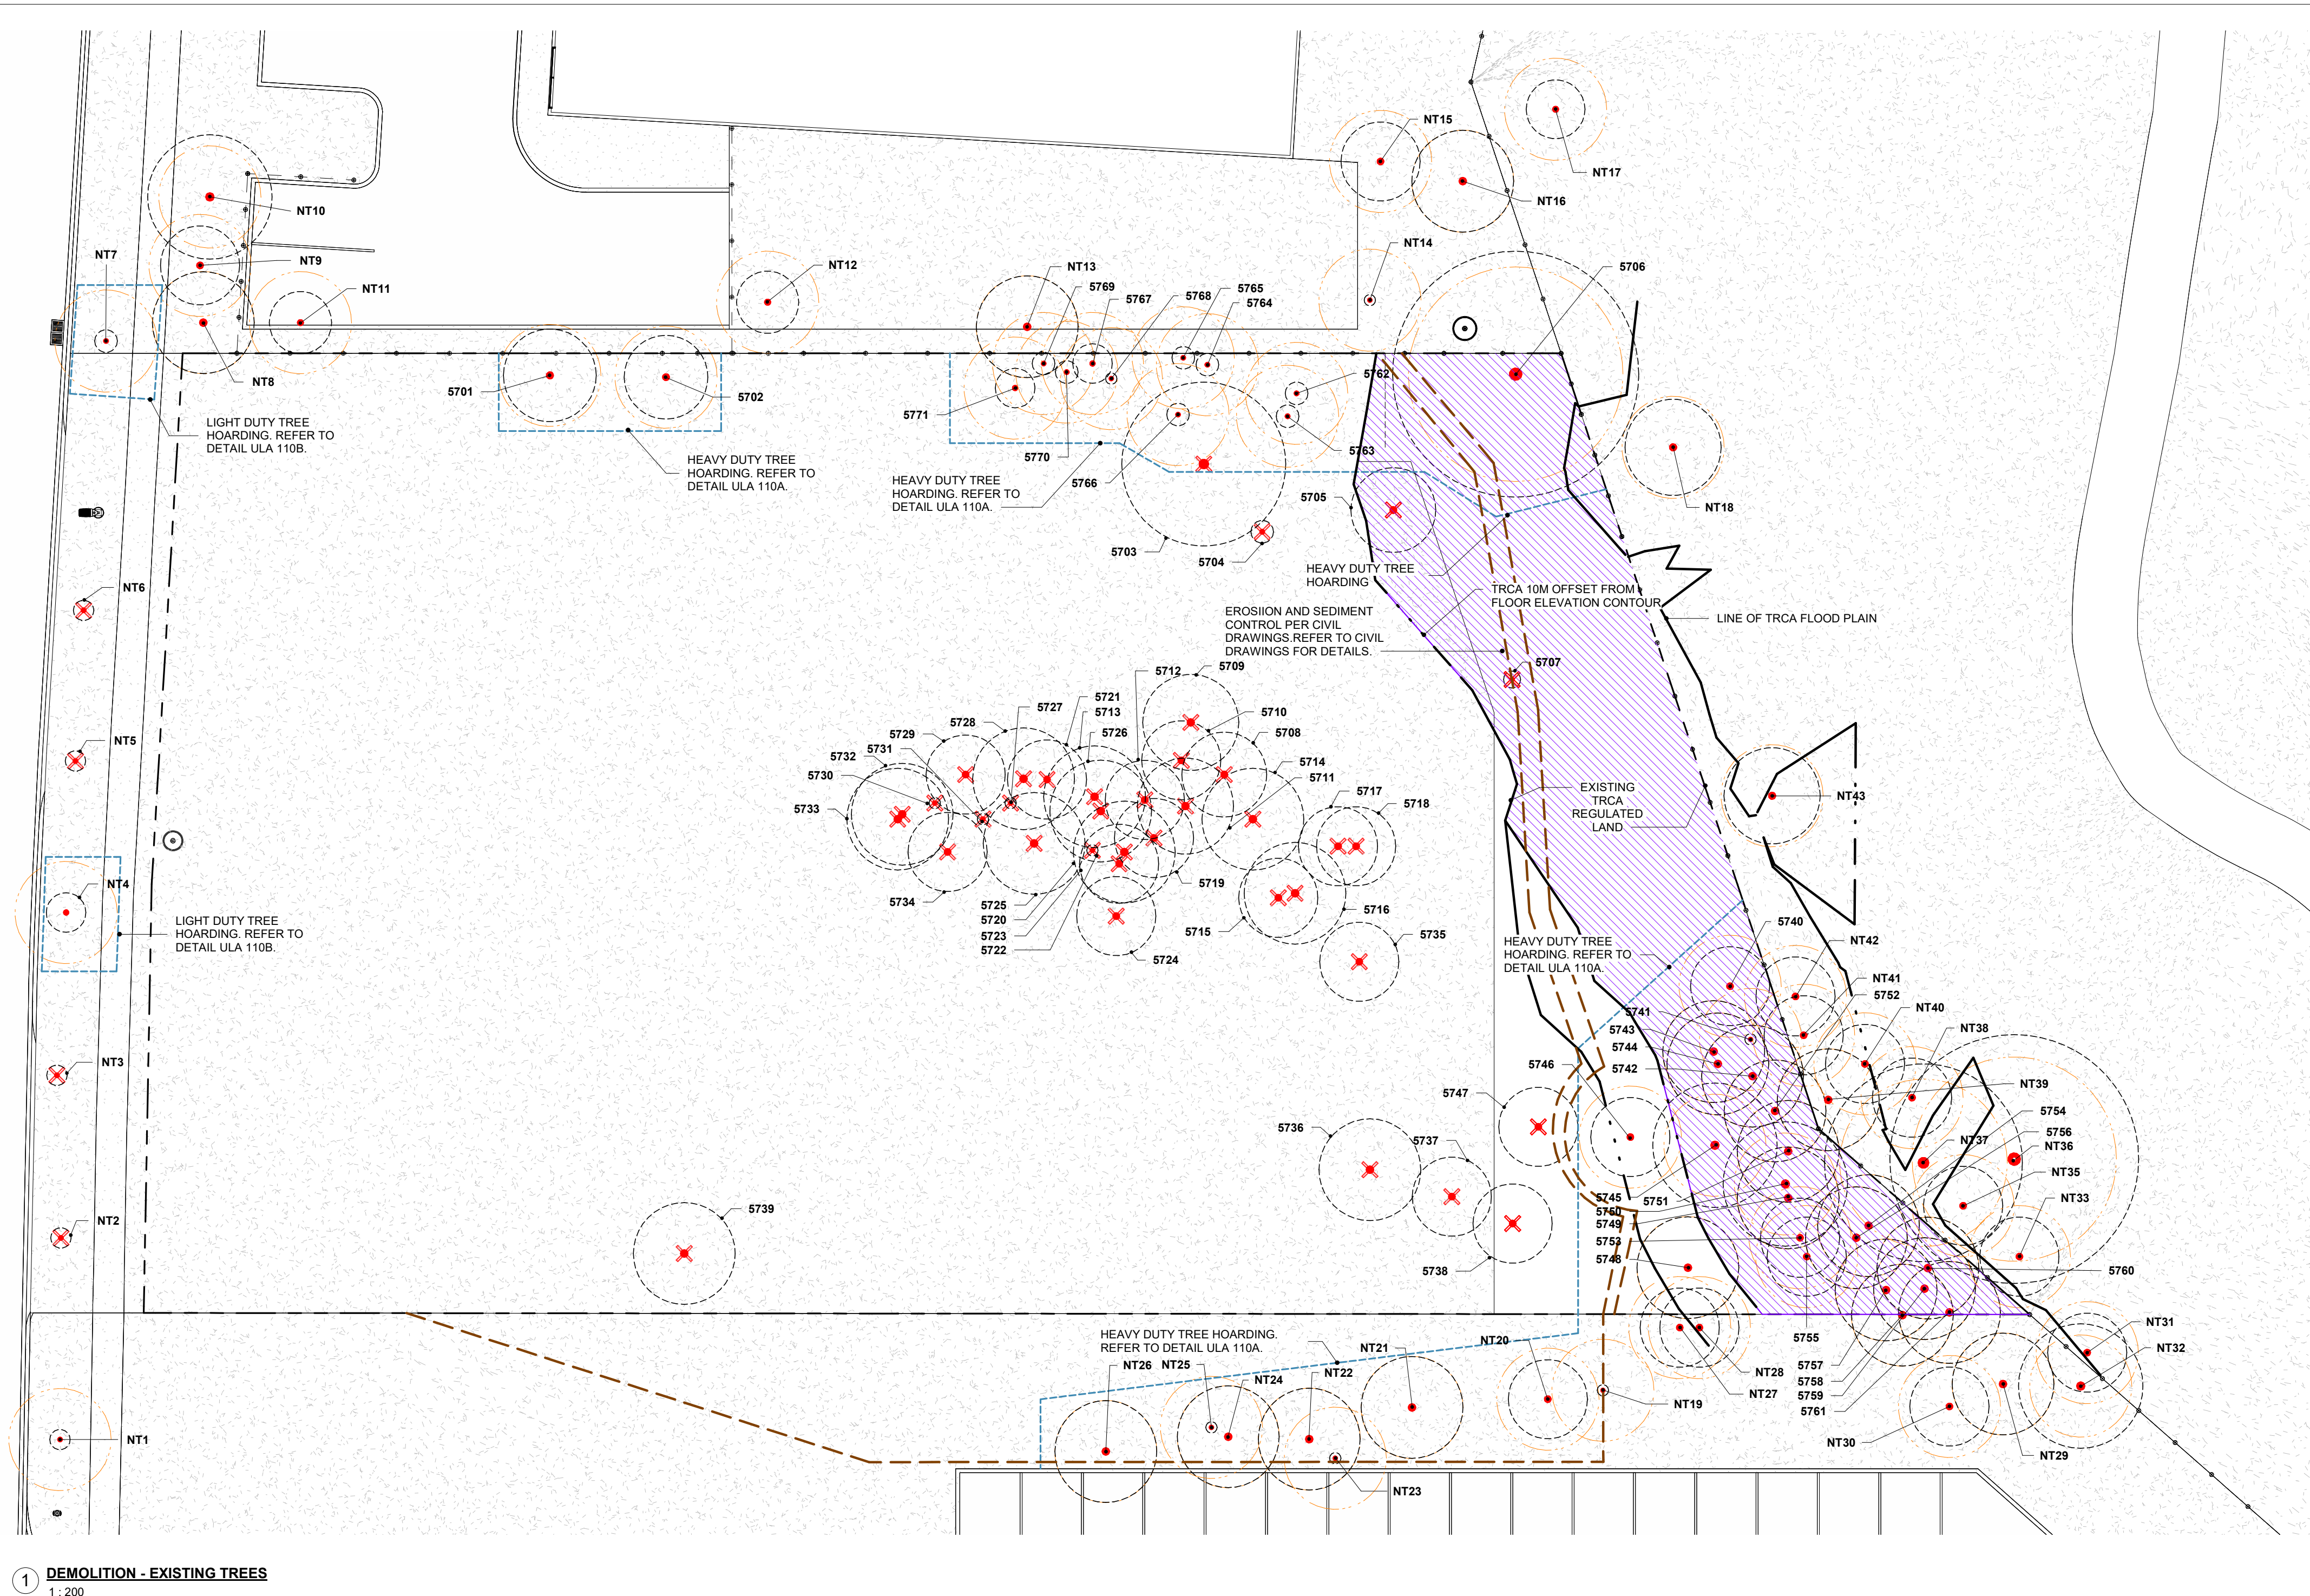 NT15
NT17
NT10
NT16
NT7
NT9
NT14
NT12
NT13
5706
5769
5765
5768
NT11
5767
5764
NT8
5701
5702
5762
5771
LIGHT DUTY TREE
HOARDING. REFER TO
DETAIL ULA 110B.
5770
5763
HEAVY DUTY TREE
HOARDING. REFER TO
DETAIL ULA 110A.
5766
HEAVY DUTY TREE
HOARDING. REFER TO
DETAIL ULA 110A.
5705
NT18
5703
5704
HEAVY DUTY TREE
HOARDING
NT6
TRCA 10M OFFSET FROM
FLOOR ELEVATION CONTOUR
EROSIION AND SEDIMENT
CONTROL PER CIVIL
DRAWINGS.REFER TO CIVIL
DRAWINGS FOR DETAILS.
LINE OF TRCA FLOOD PLAIN
5707
5709
5712
5721
5727
5713
5710
5728
5726
5708
5729
5731
5732
5714
NT5
5730
5711
5717
5718
5733
EXISTING
TRCA
REGULATED
LAND
NT43
NT4
5719
5734
5725
5720
5723
5722
5716
5715
5724
5735
LIGHT DUTY TREE
HOARDING. REFER TO
DETAIL ULA 110B.
HEAVY DUTY TREE
HOARDING. REFER TO
DETAIL ULA 110A.
5740
NT42
NT41
5752
NT40
5741
5743
NT38
5744
5746
5742
NT3
NT39
5747
5754
5736
5737
5756
NT37
NT36
NT35
5745
5751
NT33
5750
5749
5739
NT2
5753
5748
5738
5760
HEAVY DUTY TREE HOARDING.
REFER TO DETAIL ULA 110A.
NT31
NT21
NT20
5755
NT32
NT26
NT25
NT22
NT24
NT28
5757
5758
5759
5761
NT27
NT19
NT1
NT30
NT29
NT23
1
DEMOLITION - EXISTING TREES
1 : 200